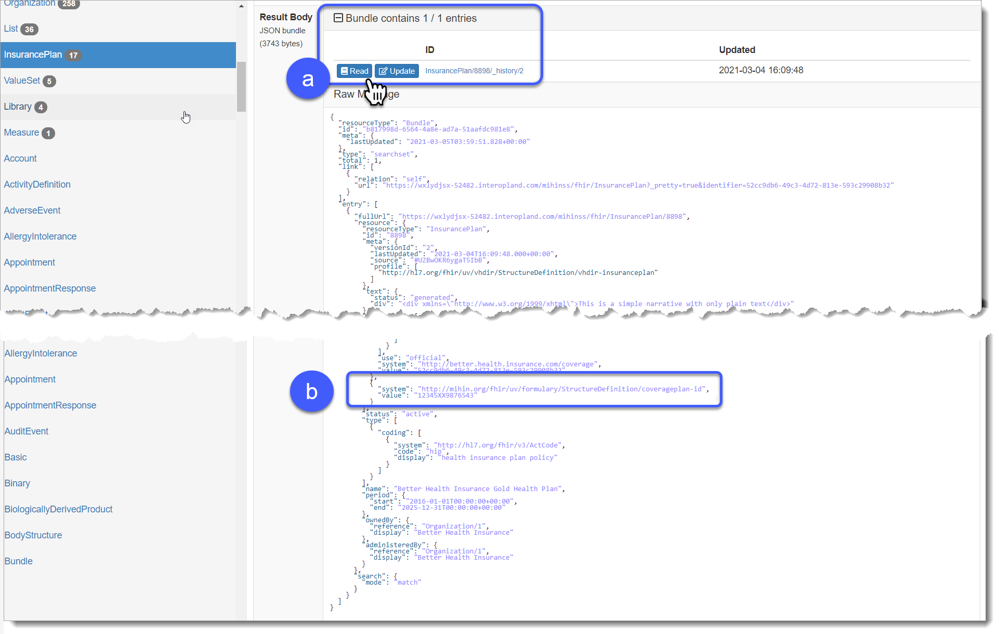 Organization 258
List 36
InsurancePlan 17
ValueSet 5
Library 4
Measure 1
Account
ActivityDefinition
AdverseEvent
AllergyIntolerance
Appointment
AppointmentResponse
Result Body
JSON bundle
(3743 bytes)
Bundle contains 1 / 1 entries
ID Updated
a
Read Update InsurancePlan/8898/_history/2 2021-03-04 16:09:48
Raw
{
"resourceType": "Bundle",
"id": "b817998d-6564-4a8e-ad7a-51aafdc981e8",
"meta": {
"lastUpdated": "2021-03-05T03:59:51.828+00:00"
},
"type": "searchset",
"total": 1,
"link": [
{
"relation": "self",
"url": "https://wxlydjsx-52482.interopland.com/mihinss/fhir/InsurancePlan?_pretty=true&identifier=52cc9db6-49c3-4d72-813e-593c29908b32"
}
],
"entry": [
{
"fullUrl": "https://wxlydjsx-52482.interopland.com/mihinss/fhir/InsurancePlan/8898",
"resource": {
"resourceType": "InsurancePlan",
"id": "8898",
"meta": {
"versionId": "2",
"lastUpdated": "2021-03-04T16:09:48.000+00:00",
"source": "#UZBwOKR6ygaT5IbB",
"profile": [
"http://hl7.org/fhir/uv/vhdir/StructureDefinition/vhdir-insuranceplan"
]
},
"text": {
"status": "generated",
"div": "<div xmlns=\"http://www.w3.org/1999/xhtml\">This is a simple narrative with only plain text</div>"
}
AllergyIntolerance
Appointment
AppointmentResponse
AuditEvent
Basic
Binary
BiologicallyDerivedProduct
BodyStructure
Bundle
]
}
],
"use": "official",
"system": "http://better.health.insurance.com/coverage",
"value": "52cc9db6-49c3-4d72-813e-593c29908b32"
},
b
{
"system": "http://mihin.org/fhir/uv/formulary/StructureDefinition/coverageplan-id",
"value": "12345XX9876543"
}
],
"status": "active",
"type": [
{
"coding": [
{
"system": "http://hl7.org/fhir/v3/ActCode",
"code": "hip",
"display": "health insurance plan policy"
}
]
}
],
"name": "Better Health Insurance Gold Health Plan",
"period": {
"start": "2016-01-01T00:00:00+00:00",
"end": "2025-12-31T00:00:00+00:00"
},
"ownedBy": {
"reference": "Organization/1",
"display": "Better Health Insurance"
},
"administeredBy": {
"reference": "Organization/1",
"display": "Better Health Insurance"
}
},
"search": {
"mode": "match"
}
}
]
}